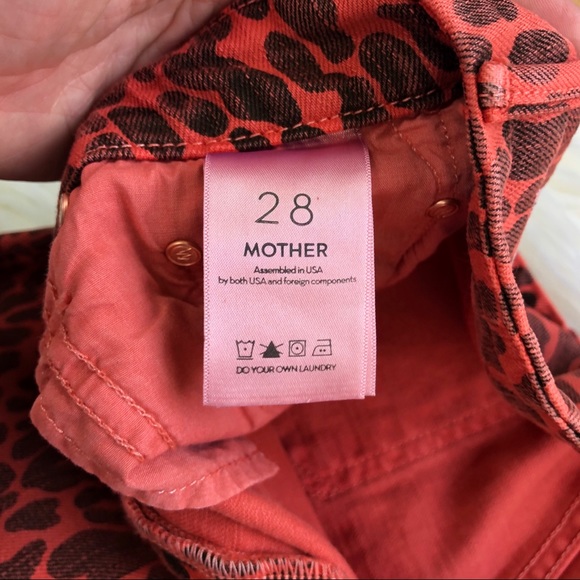 28
MOTHER
Assembled in USA
by both USA and foreign components
DO YOUR OWN LAUNDRY